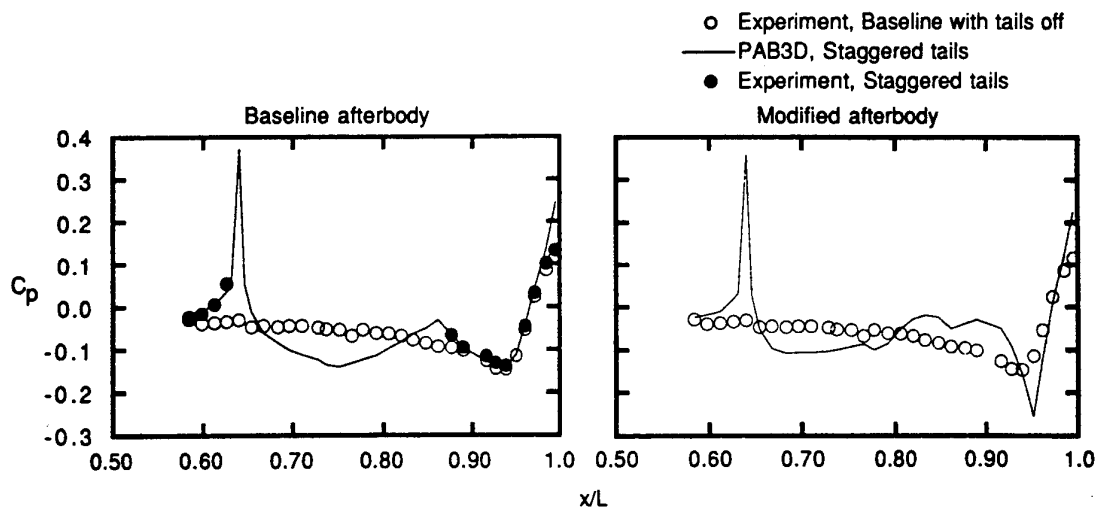 Experiment, Baseline with tails off
PAB3D, Staggered tails
Experiment, Staggered tails
Baseline afterbody
Modified afterbody
0.4
0.3
0.2
0.1
0.0
-0.1
-0.2
-0.3
Cp
0.50 0.60 0.70 0.80 0.90 1.0
0.50 0.60 0.70 0.80 0.90 1.0
x/L